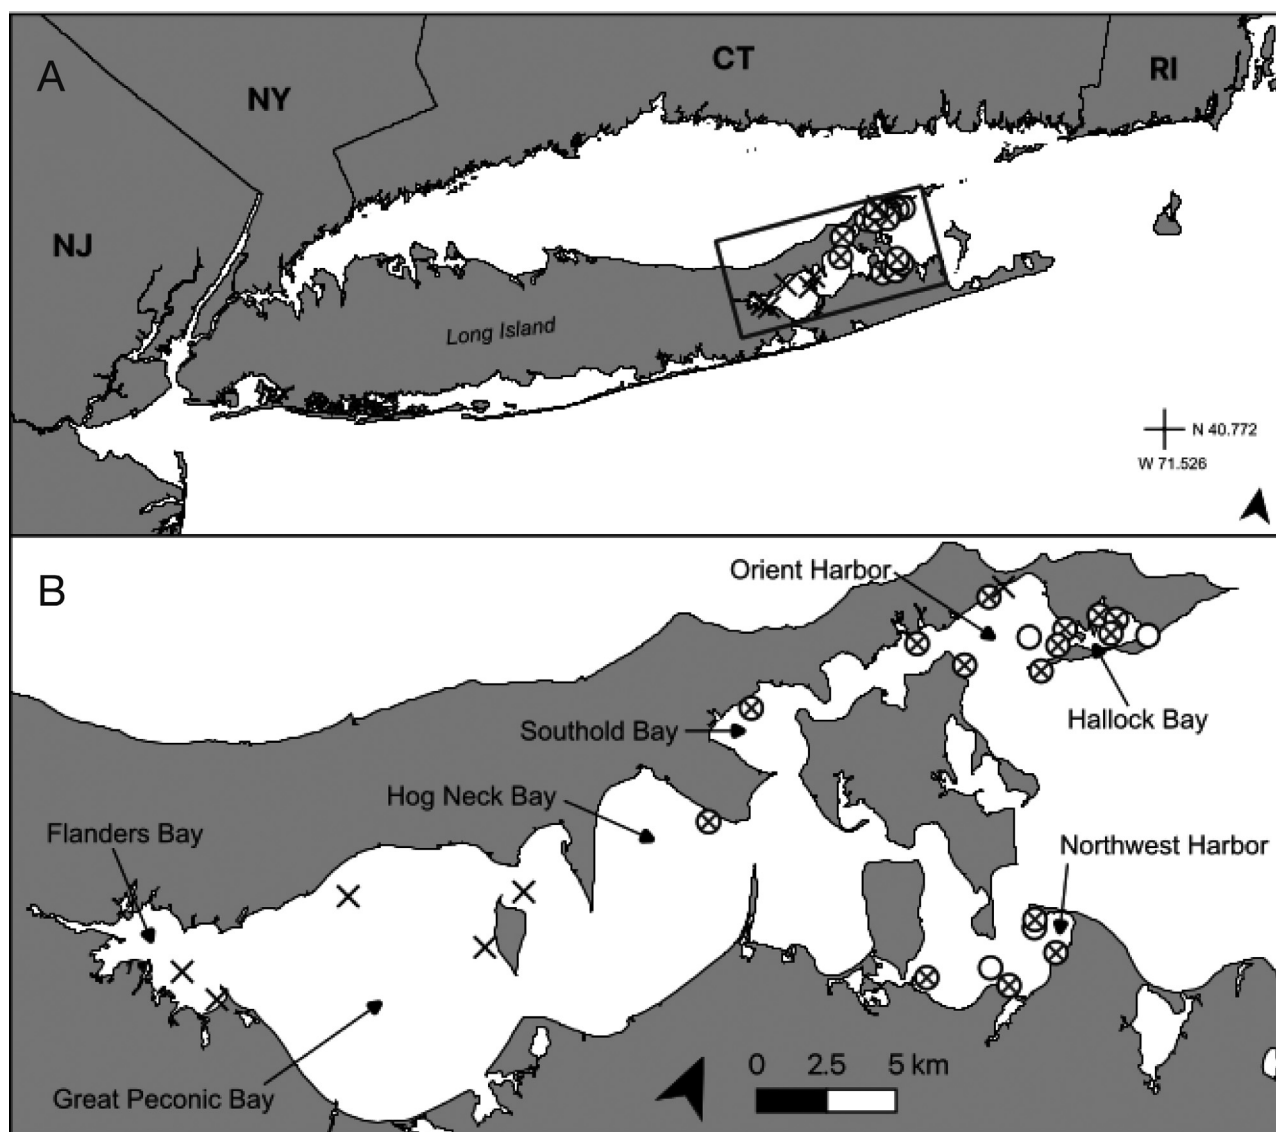 A
NY
CT
RI
NJ
Long Island
N 40.772
W 71.526
B
Orient Harbor
Southold Bay
Hallock Bay
Hog Neck Bay
Flanders Bay
Northwest Harbor
Great Peconic Bay
0 2.5 5 km